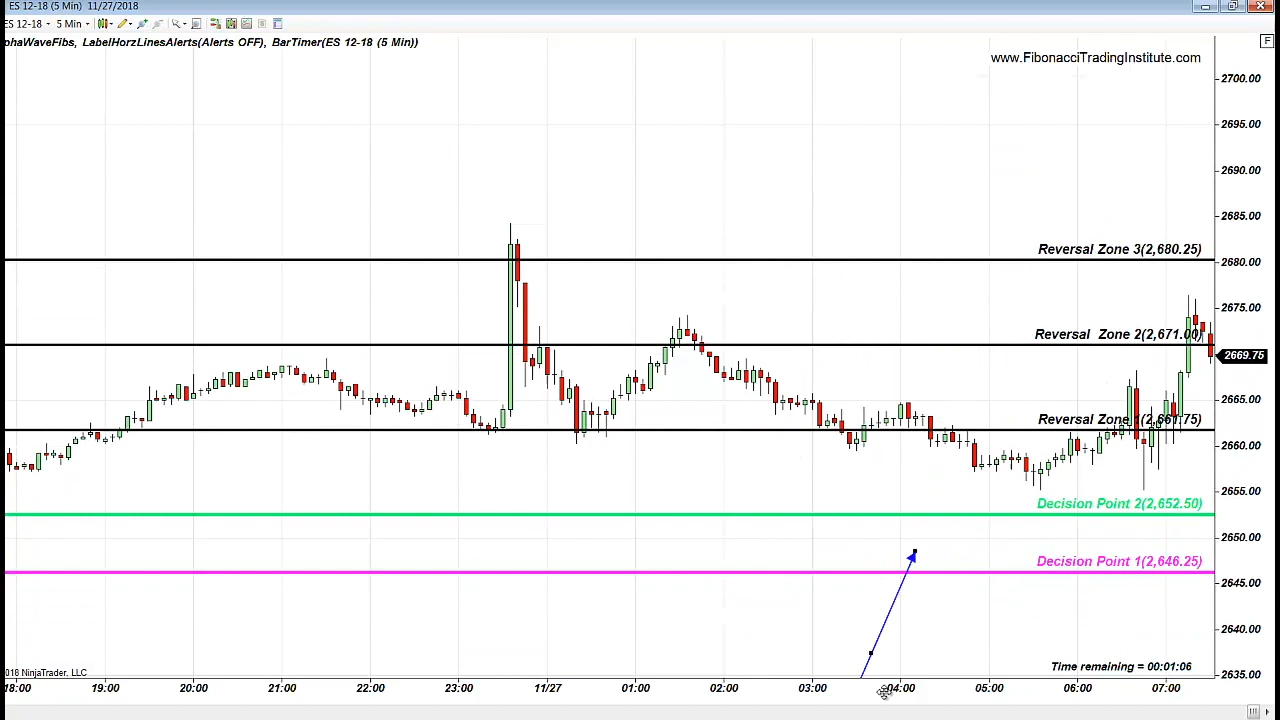 ES 12-18 (5 Min) 11/27/2018
ES 12-18 5 Min
phaWaveFibs, LabelHorzLinesAlerts(Alerts OFF), BarTimer(ES 12-18 (5 Min))
F
www.FibonacciTradingInstitute.com
2700.00
2695.00
2690.00
2685.00
Reversal Zone 3(2,680.25)
2680.00
2675.00
Reversal Zone 2(2,671.00)
2669.75
2665.00
Reversal Zone 1(2,661.75)
2660.00
2655.00
Decision Point 2(2,652.50)
2650.00
Decision Point 1(2,646.25)
2645.00
2640.00
018 NinjaTrader, LLC
Time remaining = 00:01:06
2635.00
18:00 19:00 20:00 21:00 22:00 23:00 11/27 01:00 02:00 03:00 04:00 05:00 06:00 07:00